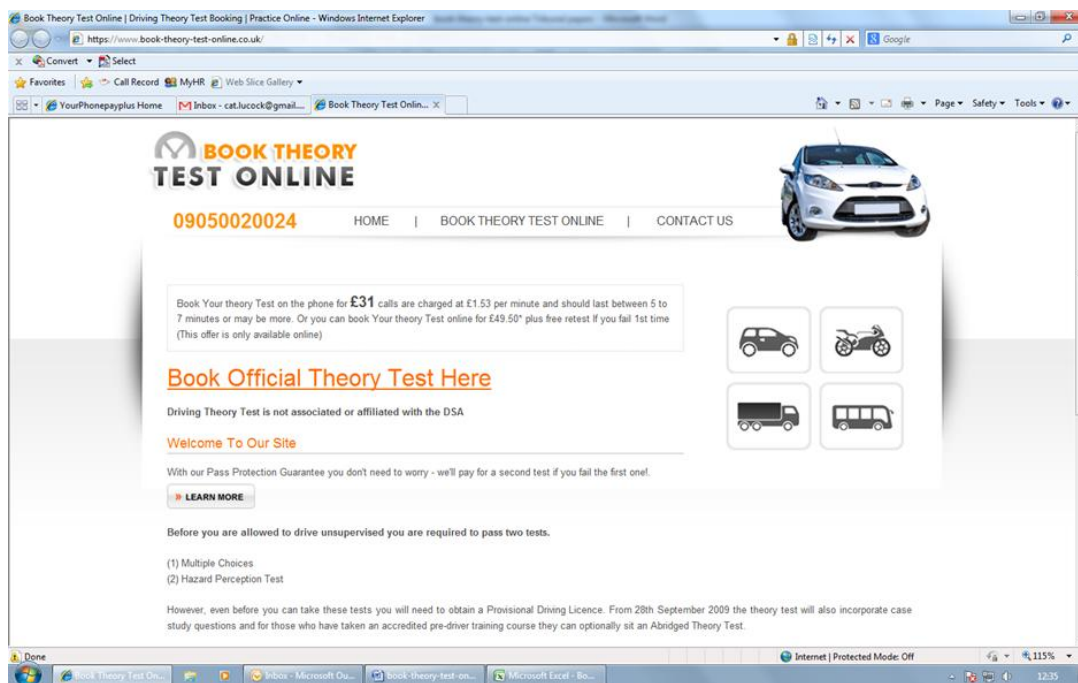 Book Theory Test Online | Driving Theory Test Booking | Practice Online - Windows Internet Explorer
https://www.book-theory-test-online.co.uk/
Google
x Convert Select
Favorites Call Record MyHR Web Slice Gallery
YourPhonepayplus Home Inbox - cat.lucock@gmail.... Book Theory Test Onlin... X Page Safety Tools
BOOK THEORY
TEST ONLINE
09050020024 HOME | BOOK THEORY TEST ONLINE | CONTACT US
Book Your theory Test on the phone for £31 calls are charged at £1.53 per minute and should last between 5 to
7 minutes or may be more. Or you can book Your theory Test online for £49.50* plus free retest If you fail 1st time
(This offer is only available online)
Book Official Theory Test Here
Driving Theory Test is not associated or affiliated with the DSA
Welcome To Our Site
With our Pass Protection Guarantee you don't need to worry - we'll pay for a second test if you fail the first one!.
» LEARN MORE
Before you are allowed to drive unsupervised you are required to pass two tests.
(1) Multiple Choices
(2) Hazard Perception Test
However, even before you can take these tests you will need to obtain a Provisional Driving Licence. From 28th September 2009 the theory test will also incorporate case
study questions and for those who have taken an accredited pre-driver training course they can optionally sit an Abridged Theory Test.
Done Internet | Protected Mode: Off 115%
Book Theory Test On... Inbox - Microsoft Ou... book-theory-test-on... Microsoft Excel - Bo... 12:35